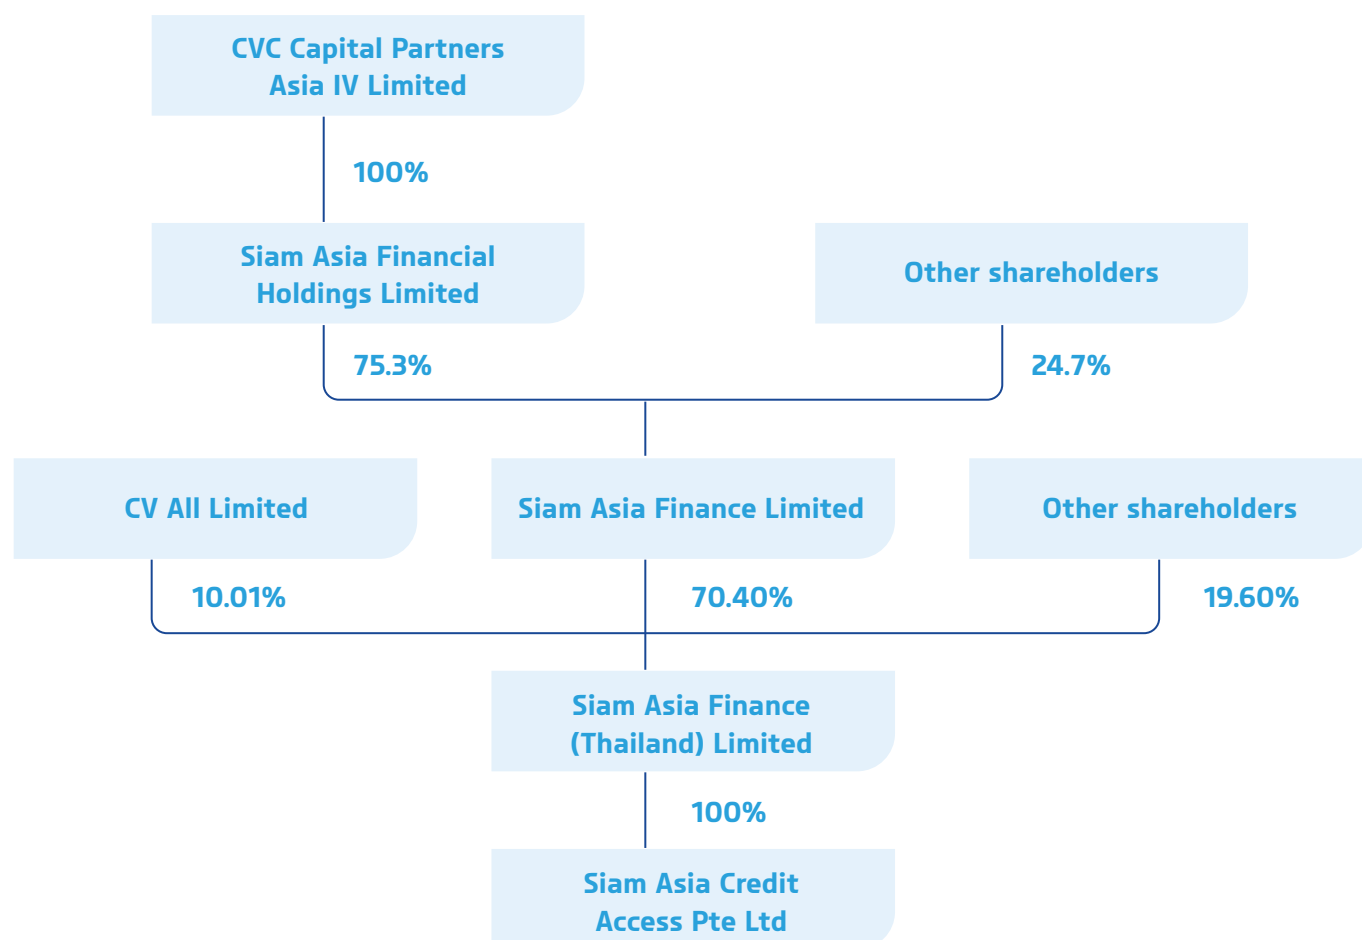 CVC Capital Partners
Asia IV Limited
100%
Siam Asia Financial
Holdings Limited
Other shareholders
75.3%
24.7%
CV All Limited
Siam Asia Finance Limited
Other shareholders
10.01%
70.40%
19.60%
Siam Asia Finance
(Thailand) Limited
100%
Siam Asia Credit
Access Pte Ltd